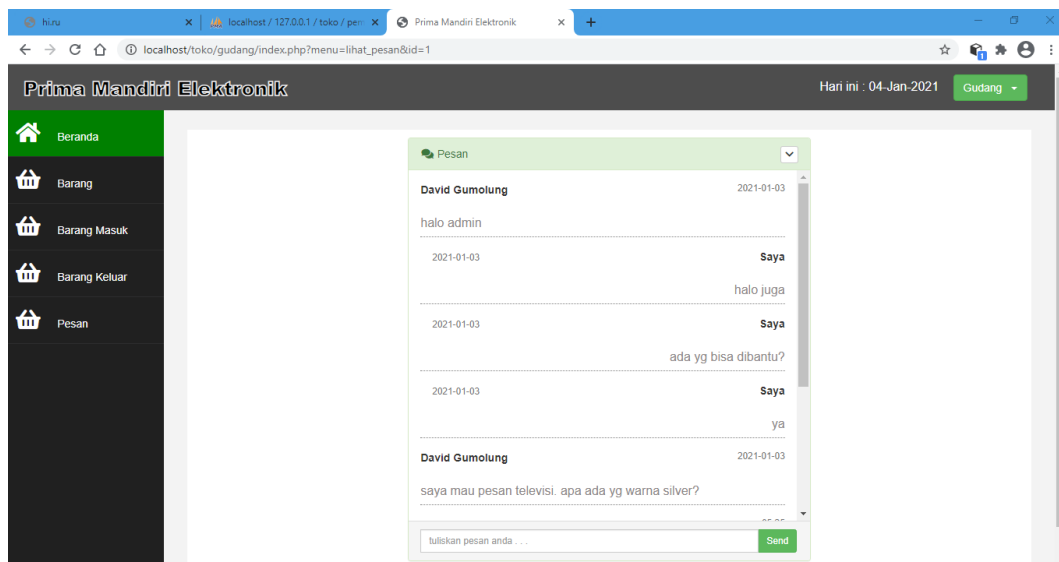 hi.ru
localhost / 127.0.0.1 / toko / pem
Prima Mandiri Elektronik
localhost/toko/gudang/index.php?menu=lihat_pesan&id=1
Prima Mandiri Elektronik
Hari ini : 04-Jan-2021
Gudang
Beranda
Barang
Barang Masuk
Barang Keluar
Pesan
Pesan
David Gumolung 2021-01-03
halo admin
2021-01-03 Saya
halo juga
2021-01-03 Saya
ada yg bisa dibantu?
2021-01-03 Saya
ya
David Gumolung 2021-01-03
saya mau pesan televisi. apa ada yg warna silver?
tuliskan pesan anda . . .
Send
1